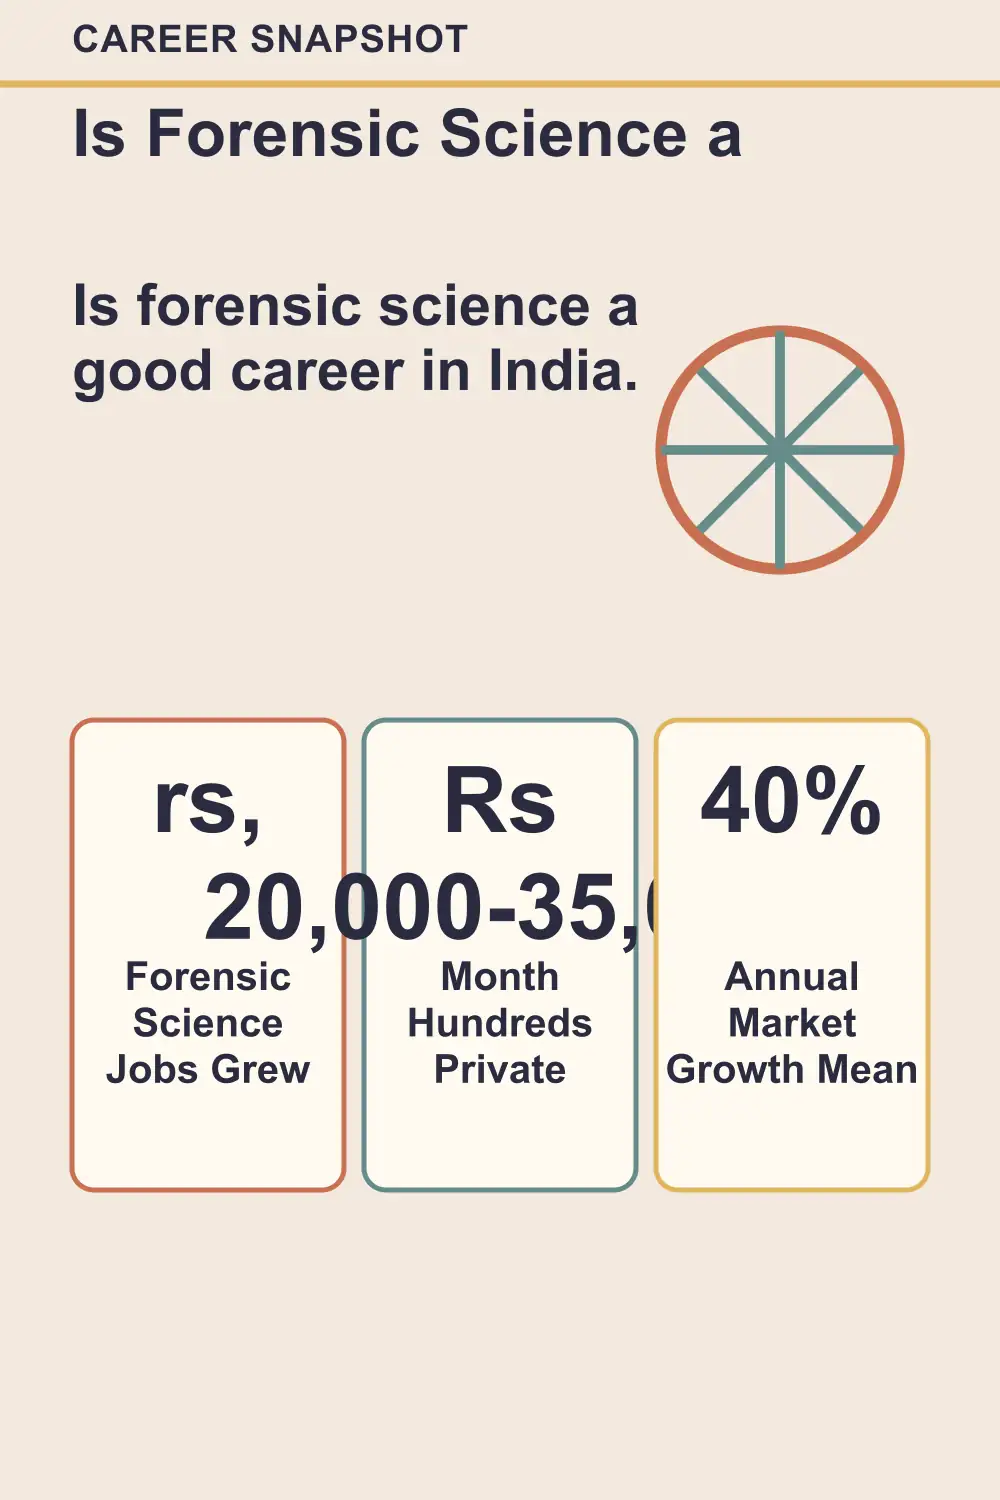 CAREER SNAPSHOT
Is Forensic Science a
Is forensic science a
good career in India.
rs,
Forensic
Science
Jobs Grew
Rs
20,000-35,
Month
Hundreds
Private
40%
Annual
Market
Growth Mean